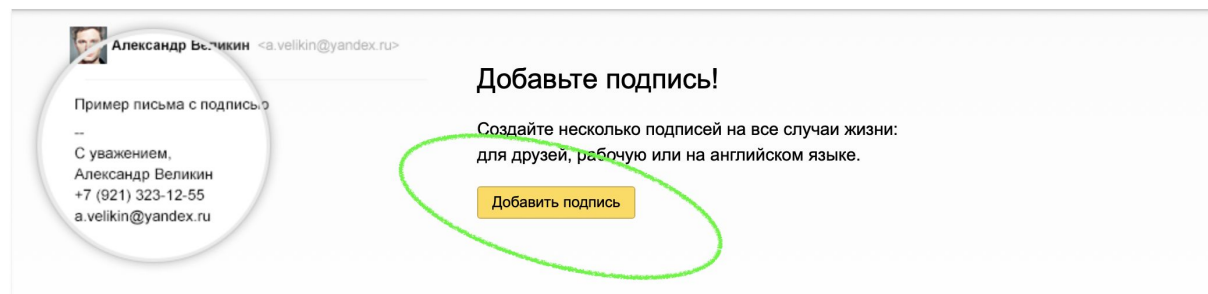 Александр Великин <a.velikin@yandex.ru>
Пример письма с подписью
--
С уважением,
Александр Великин
+7 (921) 323-12-55
a.velikin@yandex.ru
Добавьте подпись!
Создайте несколько подписей на все случаи жизни:
для друзей, рабочую или на английском языке.
Добавить подпись